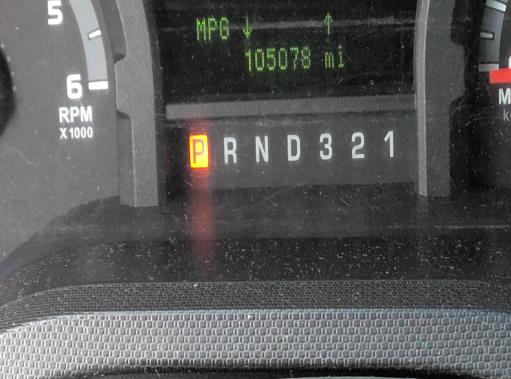 5
6
RPM
X1000
MPG ↓ ↑
105078 mi
P R N D 3 2 1